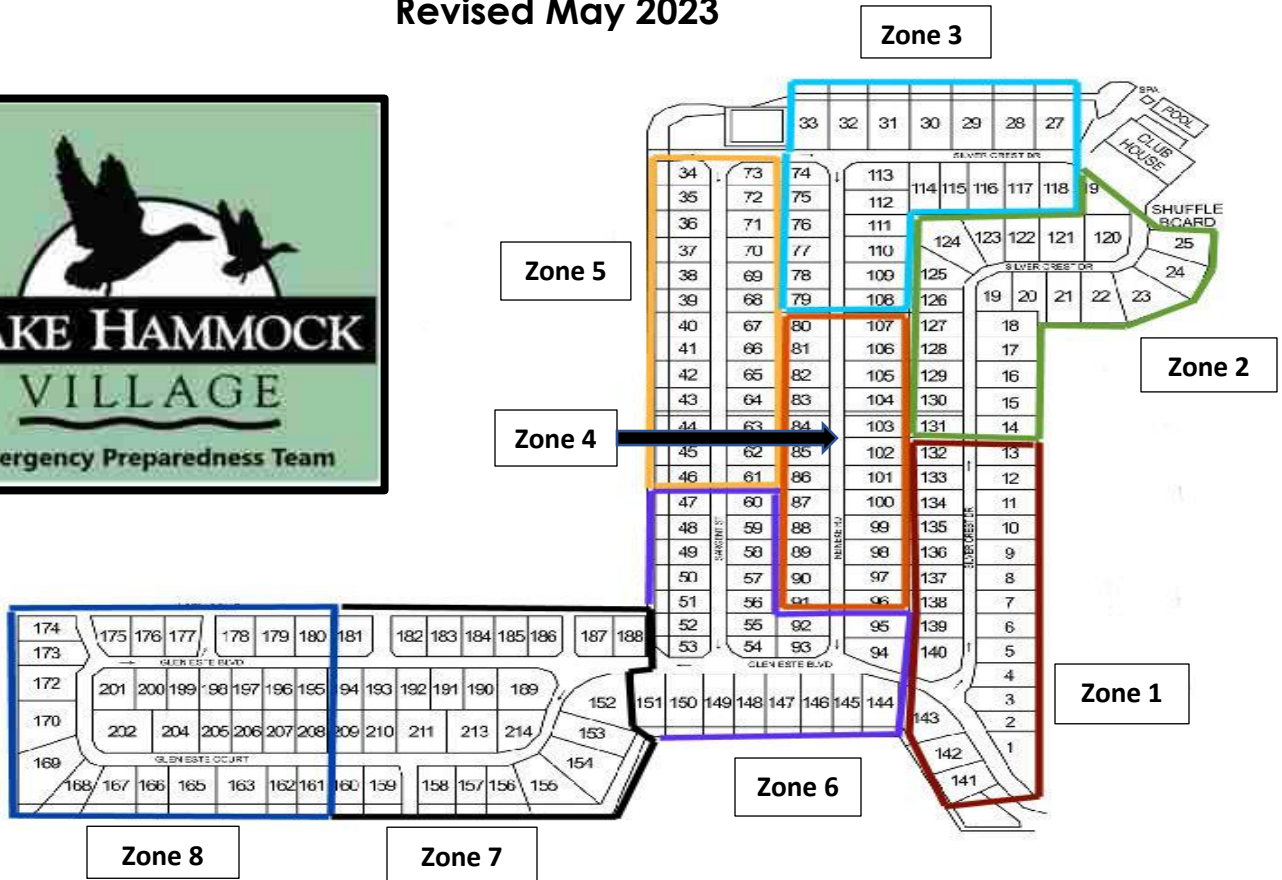 Revised May 2023
Zone 3
AKE HAMMOCK
VILLAGE
ergency Preparedness Team
SPA
POOL
CLUB
HOUSE
33 32 31 30 29 28 27
SILVER CREST DR
34 73 74 113
114 115 116 117 118 19
35 72 75 112
SHUFFLE
BOARD
36 71 76 111
124 123 122 121 120 25
37 70 77 110
Zone 5
SILVER CREST DR
24
38 69 78 109 125
39 68 79 108 126 19 20 21 22 23
40 67 80 107 127 18
41 66 81 106 128 17
Zone 2
42 65 82 105 129 16
43 64 83 104 130 15
44 63 84 103 131 14
Zone 4
45 62 85 102 132 13
46 61 86 101 133 12
47 60 87 100 134 11
48 59 88 99 135 10
SARGENT ST
SILVER CREST DR
49 58 89 98 136 9
50 57 90 97 137 8
51 56 91 96 138 7
52 55 92 95 139 6
53 54 93 94 140 5
GLEN ESTE BLVD
4
3
2
1
Zone 1
174 175 176 177 178 179 180 181 182 183 184 185 186 187 188
173
GLEN ESTE BLVD
172 201 200 199 198 197 196 195 94 193 192 191 190 189 152 151 150 149 148 147 146 145 144
143
170 202 204 205 206 207 208 209 210 211 213 214 153
142
169
GLEN ESTE COURT
154
141
168 167 166 165 163 162 161 160 159 158 157 156 155
Zone 6
Zone 8
Zone 7